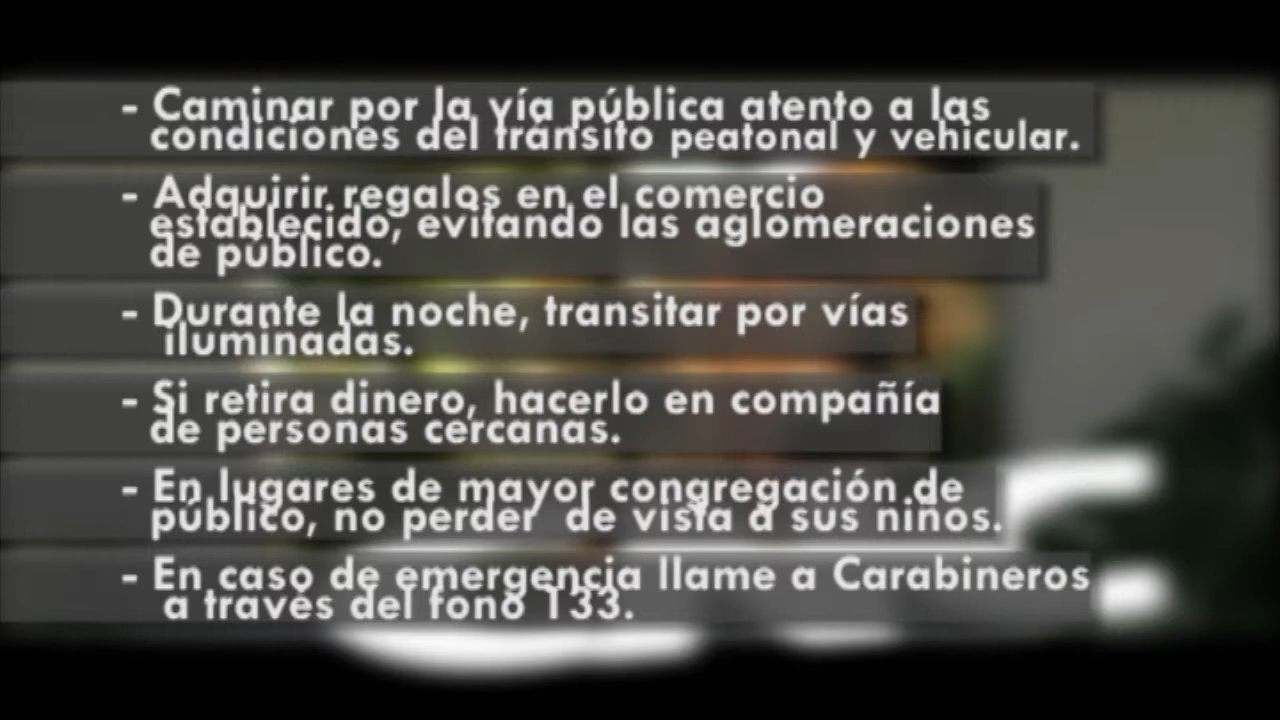 - Caminar por la vía pública atento a las
condiciones del tránsito peatonal y vehicular.
- Adquirir regalos en el comercio
establecido, evitando las aglomeraciones
de público.
- Durante la noche, transitar por vías
iluminadas.
- Si retira dinero, hacerlo en compañía
de personas cercanas.
- En lugares de mayor congregación de
público, no perder de vista a sus niños.
- En caso de emergencia llame a Carabineros
a través del fono 133.